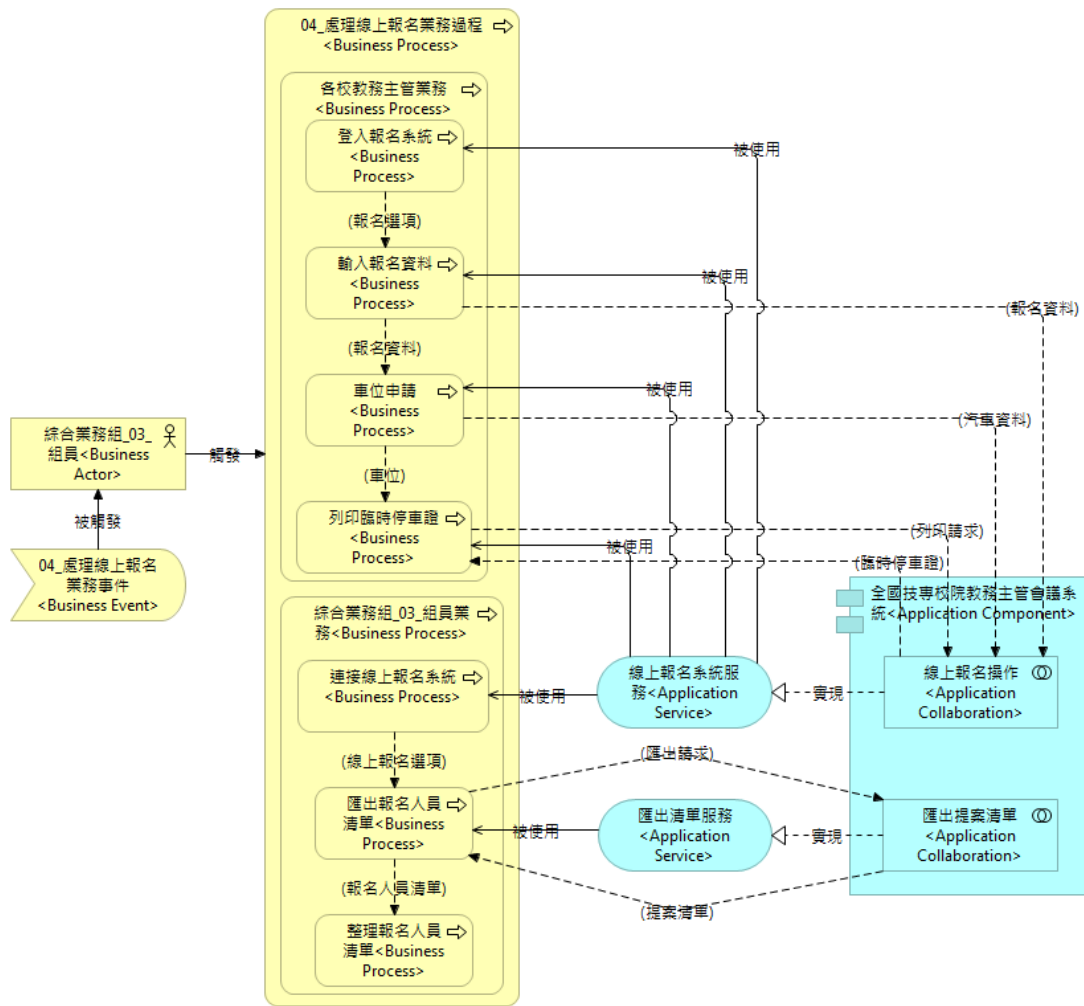 04_處理線上報名業務過程
<Business Process>
各校教務主管業務
<Business Process>
登入報名系統
<Business
Process>
被使用
(報名選項)
輸入報名資料
<Business
Process>
被使用
(報名資料)
(報名資料)
車位申請
<Business
Process>
被使用
(汽車資料)
綜合業務組_03_
組員<Business
Actor>
觸發
(車位)
被觸發
列印臨時停車證
<Business
Process>
(列印請求)
被使用
(臨時停車證)
04_處理線上報名
業務事件
<Business Event>
全國技專校院教務主管會議系
統<Application Component>
綜合業務組_03_組員業
務<Business Process>
連接線上報名系統
<Business Process>
被使用
線上報名系統服
務<Application
Service>
實現
線上報名操作
<Application
Collaboration>
(線上報名選項)
(匯出請求)
匯出報名人員
清單<Business
Process>
被使用
匯出清單服務
<Application
Service>
實現
匯出提案清單
<Application
Collaboration>
(報名人員清單)
(提案清單)
整理報名人員
清單<Business
Process>